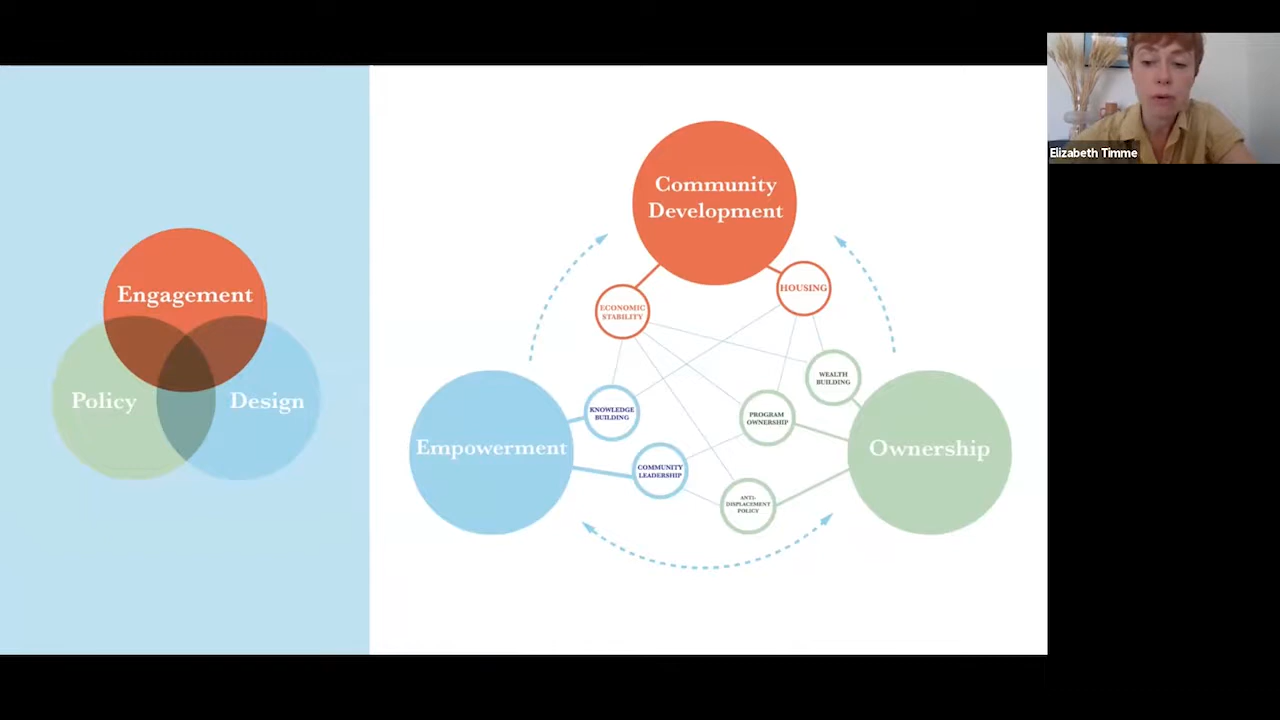 Engagement
Policy
Design
Community
Development
ECONOMIC
STABILITY
HOUSING
WEALTH
BUILDING
KNOWLEDGE
BUILDING
PROGRAM
OWNERSHIP
Empowerment
Ownership
COMMUNITY
LEADERSHIP
ANTI-
DISPLACEMENT
POLICY
Elizabeth Timme